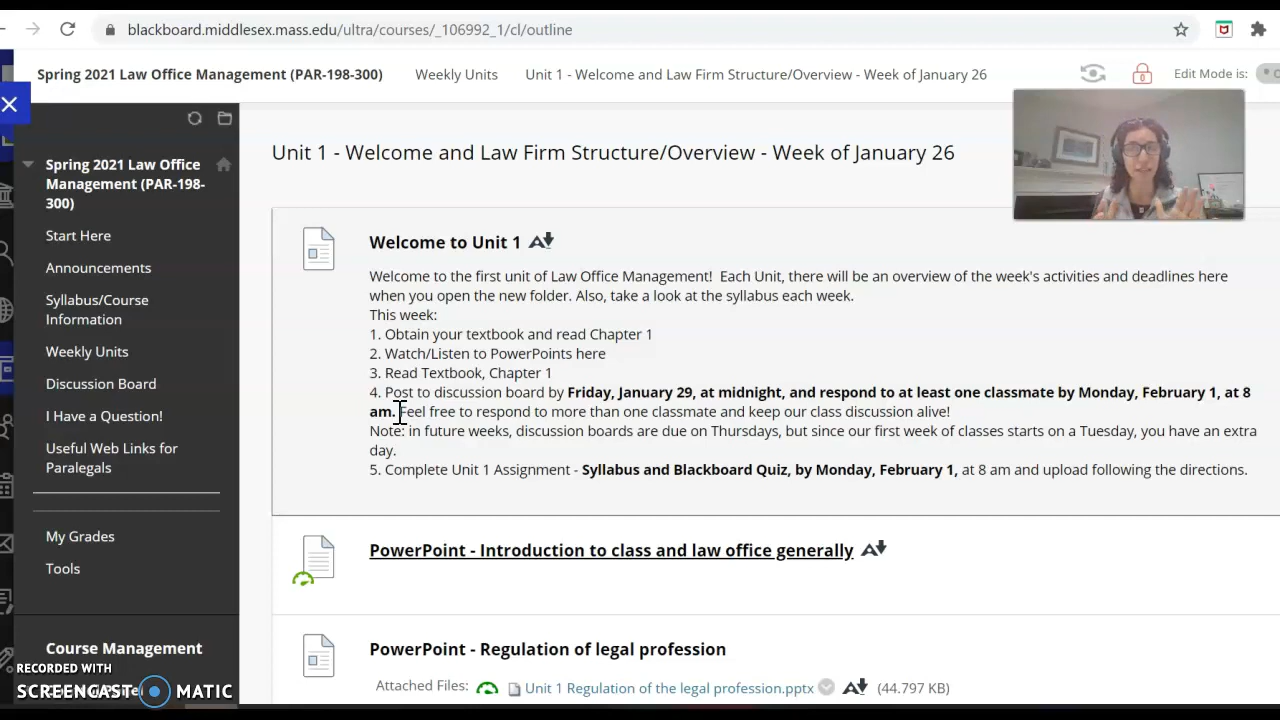 blackboard.middlesex.mass.edu/ultra/courses/_106992_1/cl/outline
Spring 2021 Law Office Management (PAR-198-300) Weekly Units Unit 1 - Welcome and Law Firm Structure/Overview - Week of January 26 Edit Mode is:
Spring 2021 Law Office
Management (PAR-198-
300)
Start Here
Announcements
Syllabus/Course
Information
Weekly Units
Discussion Board
I Have a Question!
Useful Web Links for
Paralegals
My Grades
Tools
Course Management
RECORDED WITH
SCREENCAST MATIC
Unit 1 - Welcome and Law Firm Structure/Overview - Week of January 26
Welcome to Unit 1
Welcome to the first unit of Law Office Management! Each Unit, there will be an overview of the week's activities and deadlines here
when you open the new folder. Also, take a look at the syllabus each week.
This week:
1. Obtain your textbook and read Chapter 1
2. Watch/Listen to PowerPoints here
3. Read Textbook, Chapter 1
4. Post to discussion board by Friday, January 29, at midnight, and respond to at least one classmate by Monday, February 1, at 8
am. Feel free to respond to more than one classmate and keep our class discussion alive!
Note: in future weeks, discussion boards are due on Thursdays, but since our first week of classes starts on a Tuesday, you have an extra
day.
5. Complete Unit 1 Assignment - Syllabus and Blackboard Quiz, by Monday, February 1, at 8 am and upload following the directions.
PowerPoint - Introduction to class and law office generally
PowerPoint - Regulation of legal profession
Attached Files: Unit 1 Regulation of the legal profession.pptx (44.797 KB)